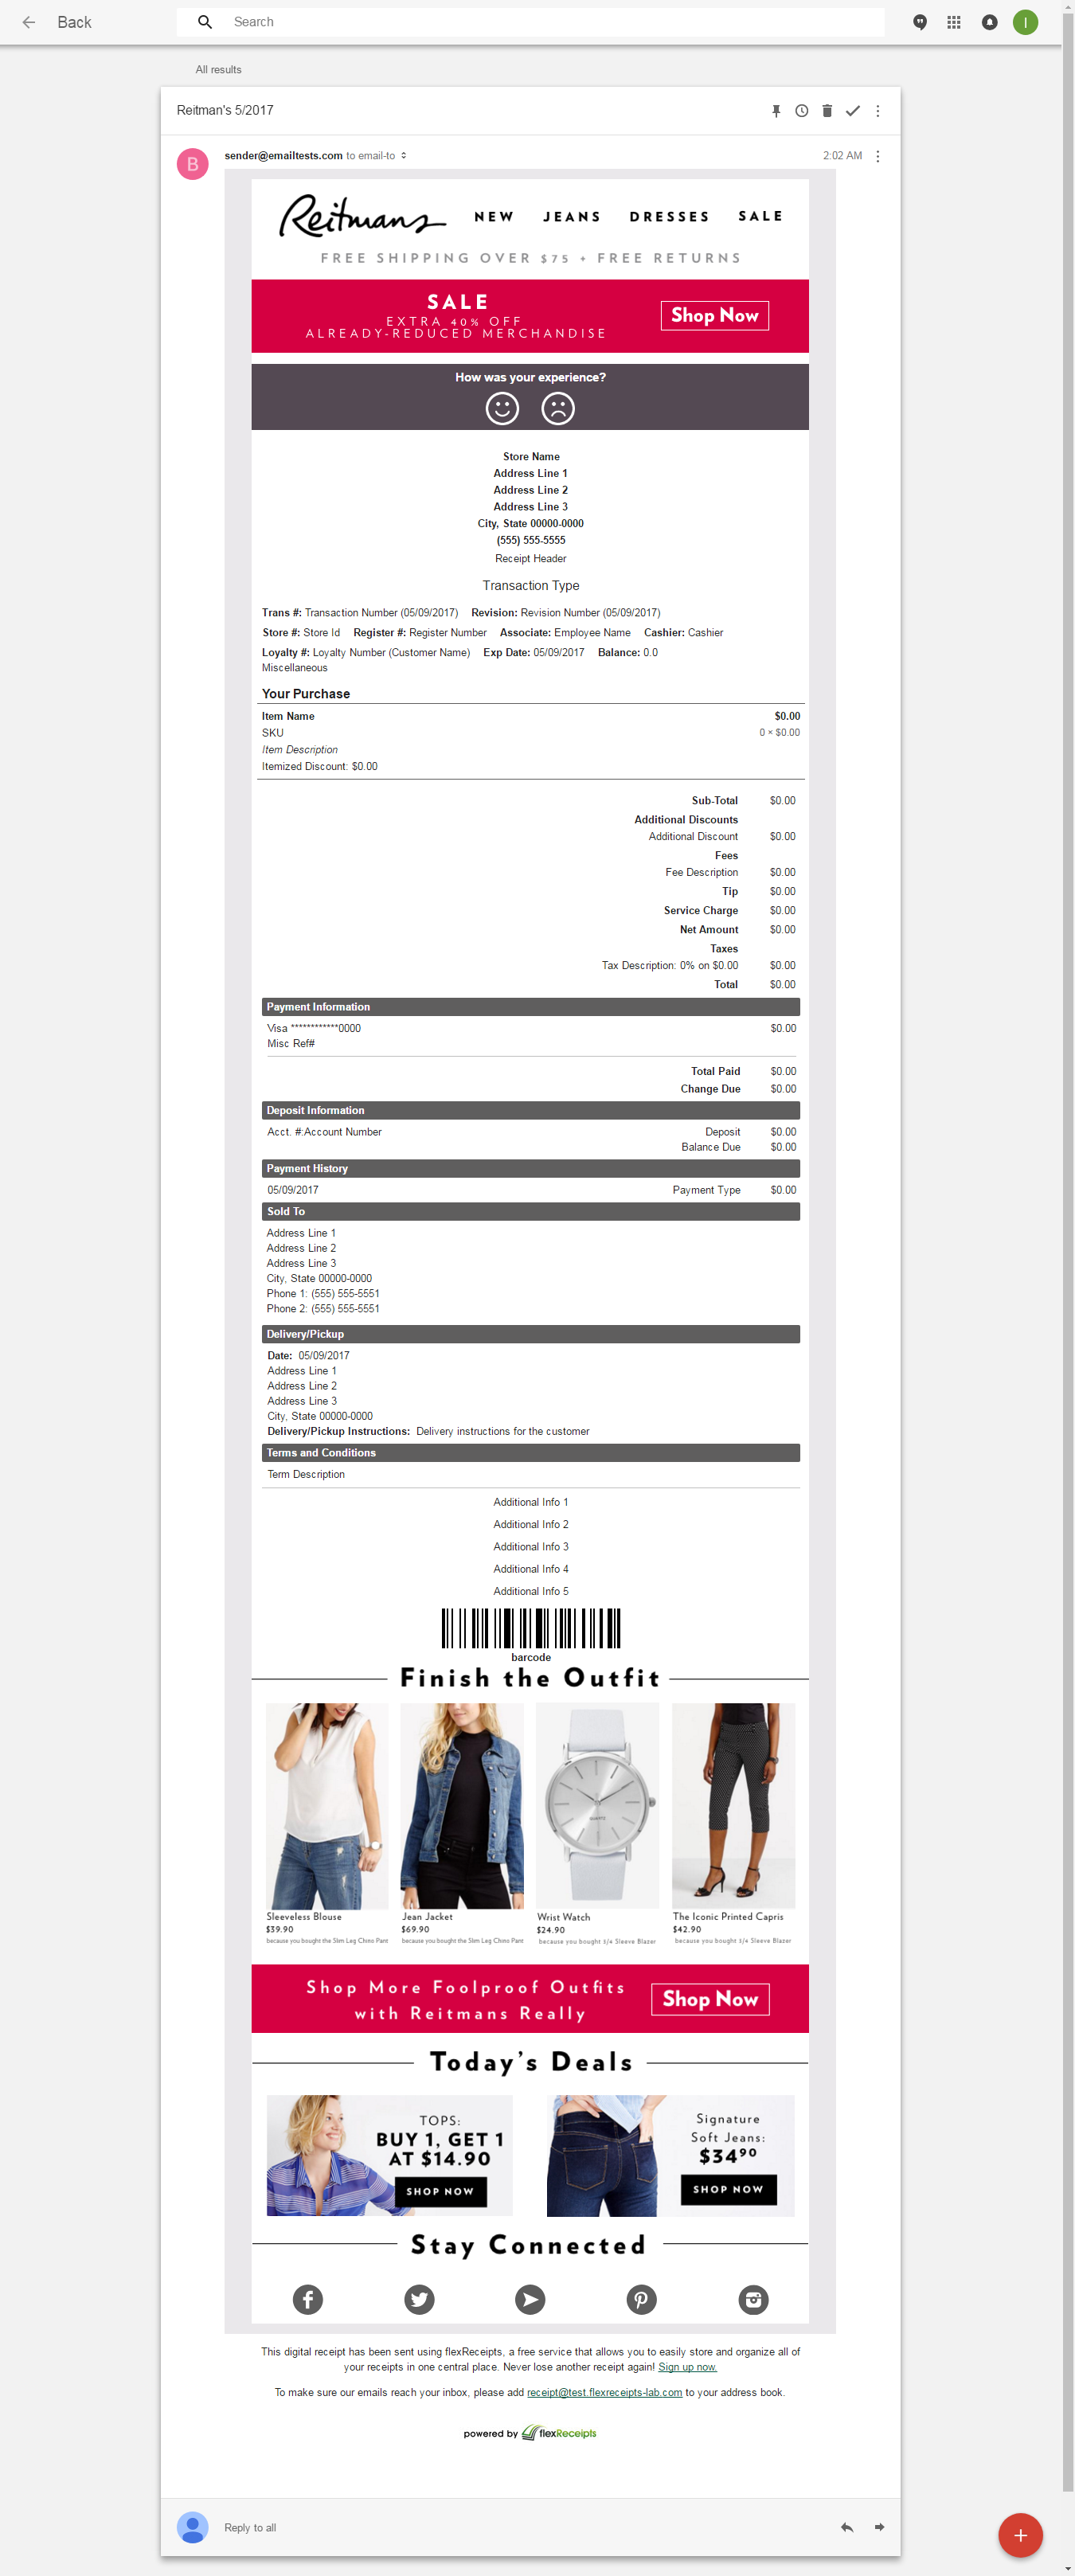 Back
Search
I
All results
Reitman's 5/2017
B
sender@emailtests.com to email-to
2:02 AM
Reitmans
NEW JEANS DRESSES SALE
FREE SHIPPING OVER $75 + FREE RETURNS
SALE
EXTRA 40% OFF
ALREADY-REDUCED MERCHANDISE
Shop Now
How was your experience?
Store Name
Address Line 1
Address Line 2
Address Line 3
City, State 00000-0000
(555) 555-5555
Receipt Header
Transaction Type
Trans #: Transaction Number (05/09/2017) Revision: Revision Number (05/09/2017)
Store #: Store Id Register #: Register Number Associate: Employee Name Cashier: Cashier
Loyalty #: Loyalty Number (Customer Name) Exp Date: 05/09/2017 Balance: 0.0
Miscellaneous
Your Purchase
Item Name $0.00
SKU 0 × $0.00
Item Description
Itemized Discount: $0.00
Sub-Total $0.00
Additional Discounts
Additional Discount $0.00
Fees
Fee Description $0.00
Tip $0.00
Service Charge $0.00
Net Amount $0.00
Taxes
Tax Description: 0% on $0.00 $0.00
Total $0.00
Payment Information
Visa ************0000 $0.00
Misc Ref#
Total Paid $0.00
Change Due $0.00
Deposit Information
Acct. #:Account Number Deposit $0.00
Balance Due $0.00
Payment History
05/09/2017 Payment Type $0.00
Sold To
Address Line 1
Address Line 2
Address Line 3
City, State 00000-0000
Phone 1: (555) 555-5551
Phone 2: (555) 555-5551
Delivery/Pickup
Date: 05/09/2017
Address Line 1
Address Line 2
Address Line 3
City, State 00000-0000
Delivery/Pickup Instructions: Delivery instructions for the customer
Terms and Conditions
Term Description
Additional Info 1
Additional Info 2
Additional Info 3
Additional Info 4
Additional Info 5
barcode
Finish the Outfit
QUARTZ
Sleeveless Blouse
$39.90
because you bought the Slim Leg Chino Pant
Jean Jacket
$69.90
because you bought the Slim Leg Chino Pant
Wrist Watch
$24.90
because you bought 3/4 Sleeve Blazer
The Iconic Printed Capris
$42.90
because you bought 3/4 Sleeve Blazer
Shop More Foolproof Outfits
with Reitmans Really
Shop Now
Today's Deals
TOPS:
BUY 1, GET 1
AT $14.90
SHOP NOW
Signature
Soft Jeans:
$3490
SHOP NOW
Stay Connected
This digital receipt has been sent using flexReceipts, a free service that allows you to easily store and organize all of
your receipts in one central place. Never lose another receipt again! Sign up now.
To make sure our emails reach your inbox, please add receipt@test.flexreceipts-lab.com to your address book.
powered by flexReceipts
Reply to all